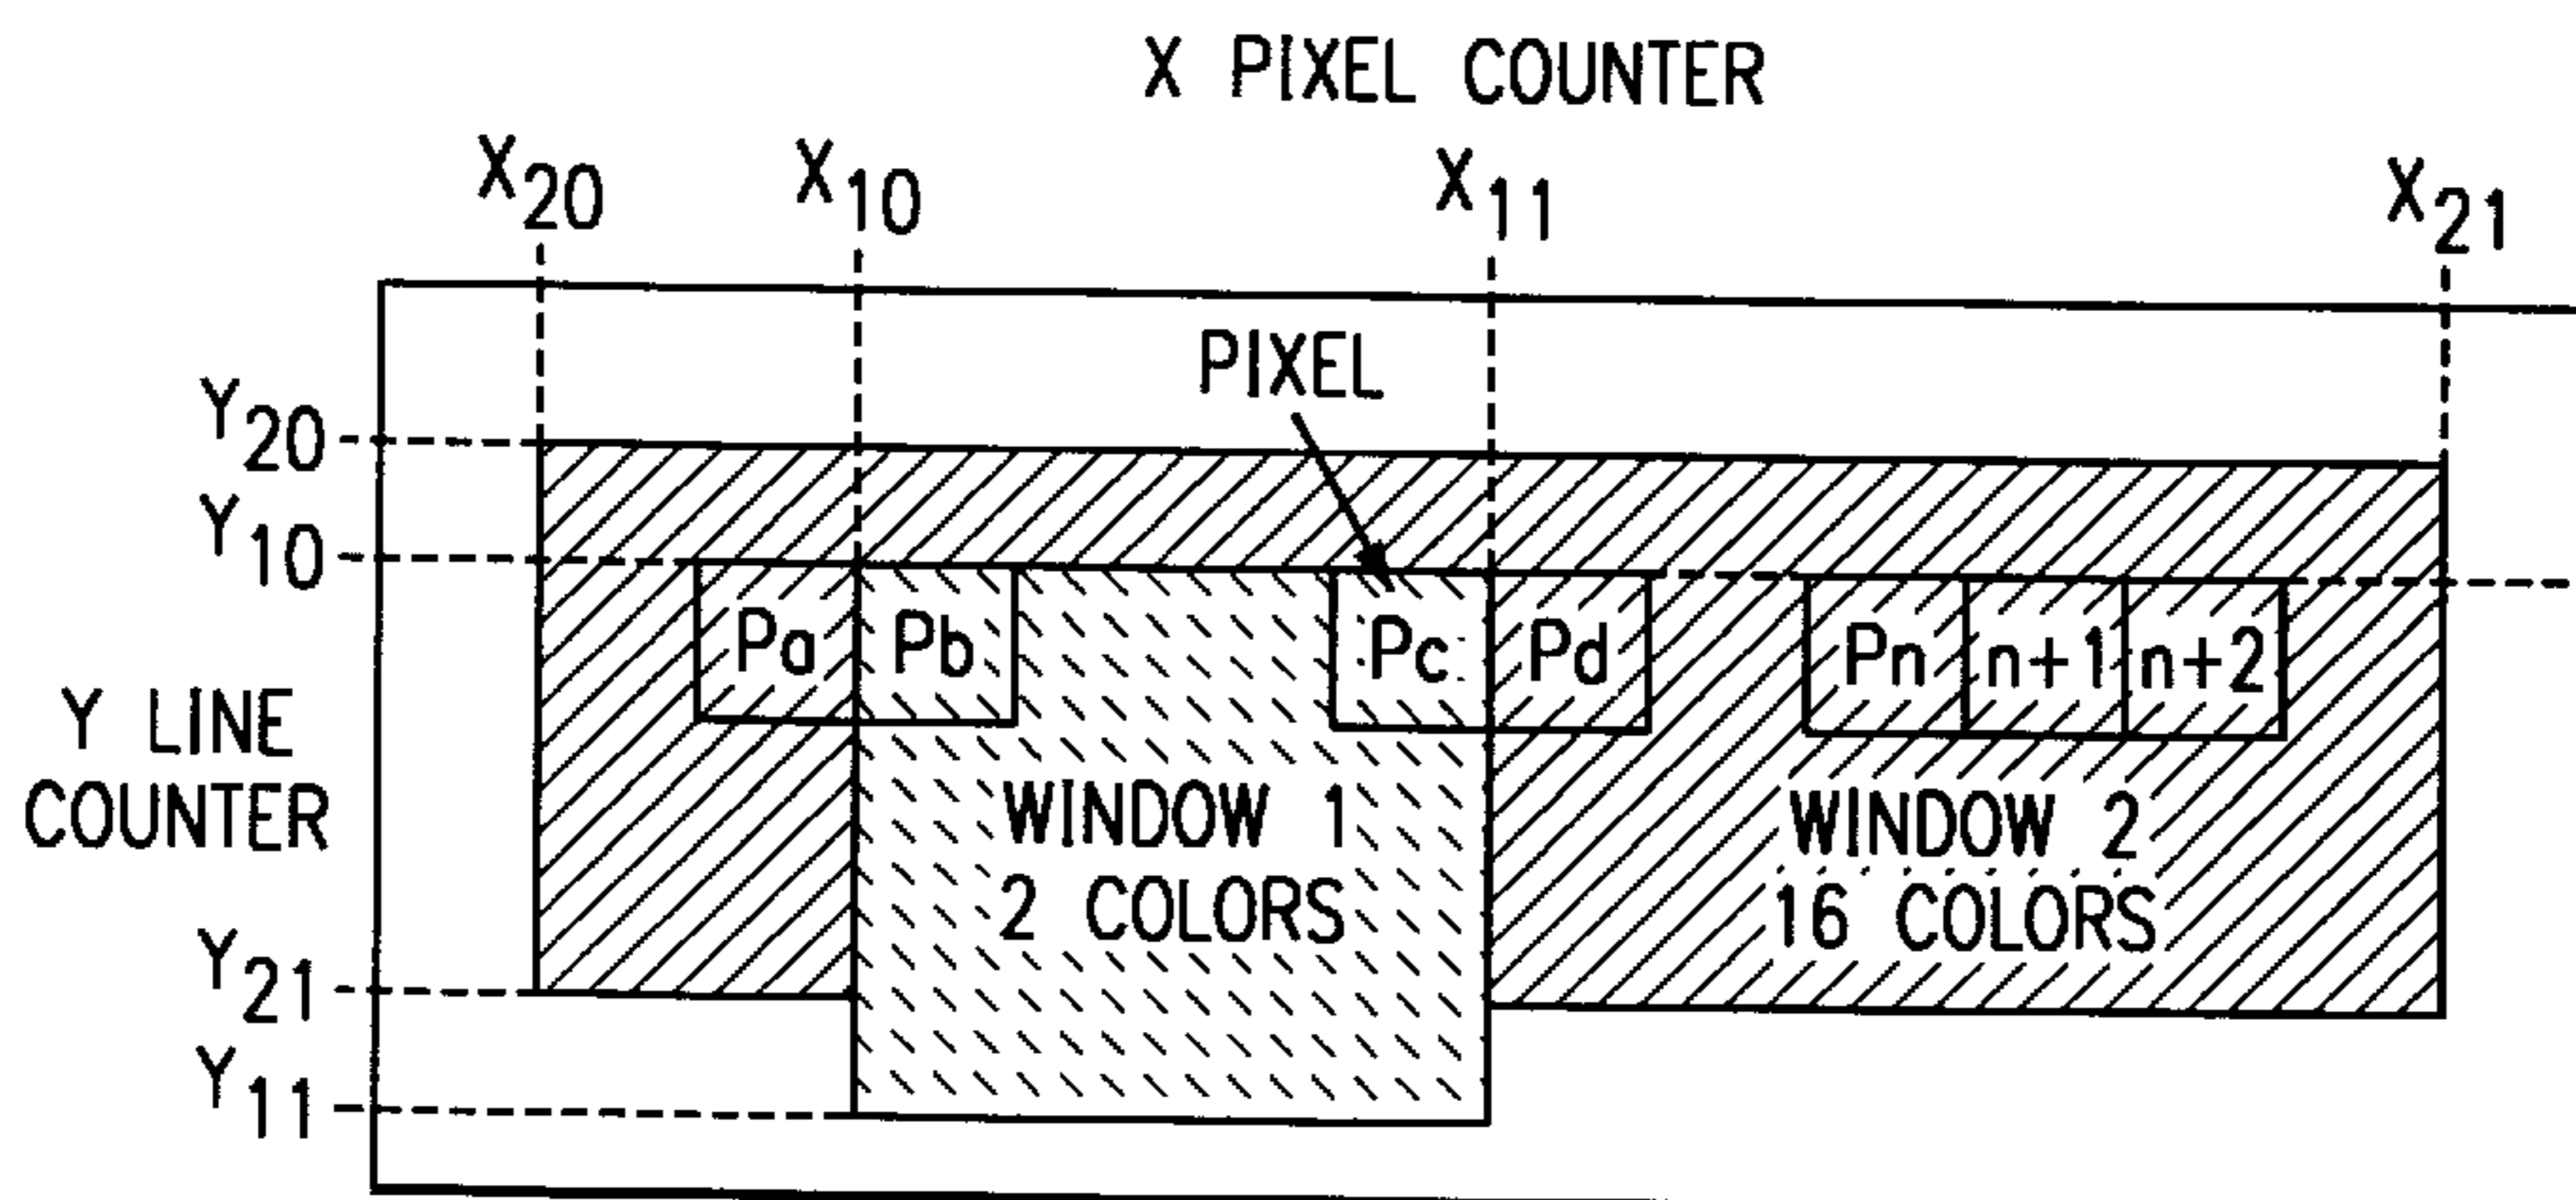 X PIXEL COUNTER
X20 X10 X11 X21
PIXEL
Y20
Y10
Pa Pb Pc Pd Pn n+1 n+2
Y LINE
COUNTER
WINDOW 1
2 COLORS
WINDOW 2
16 COLORS
Y21
Y11